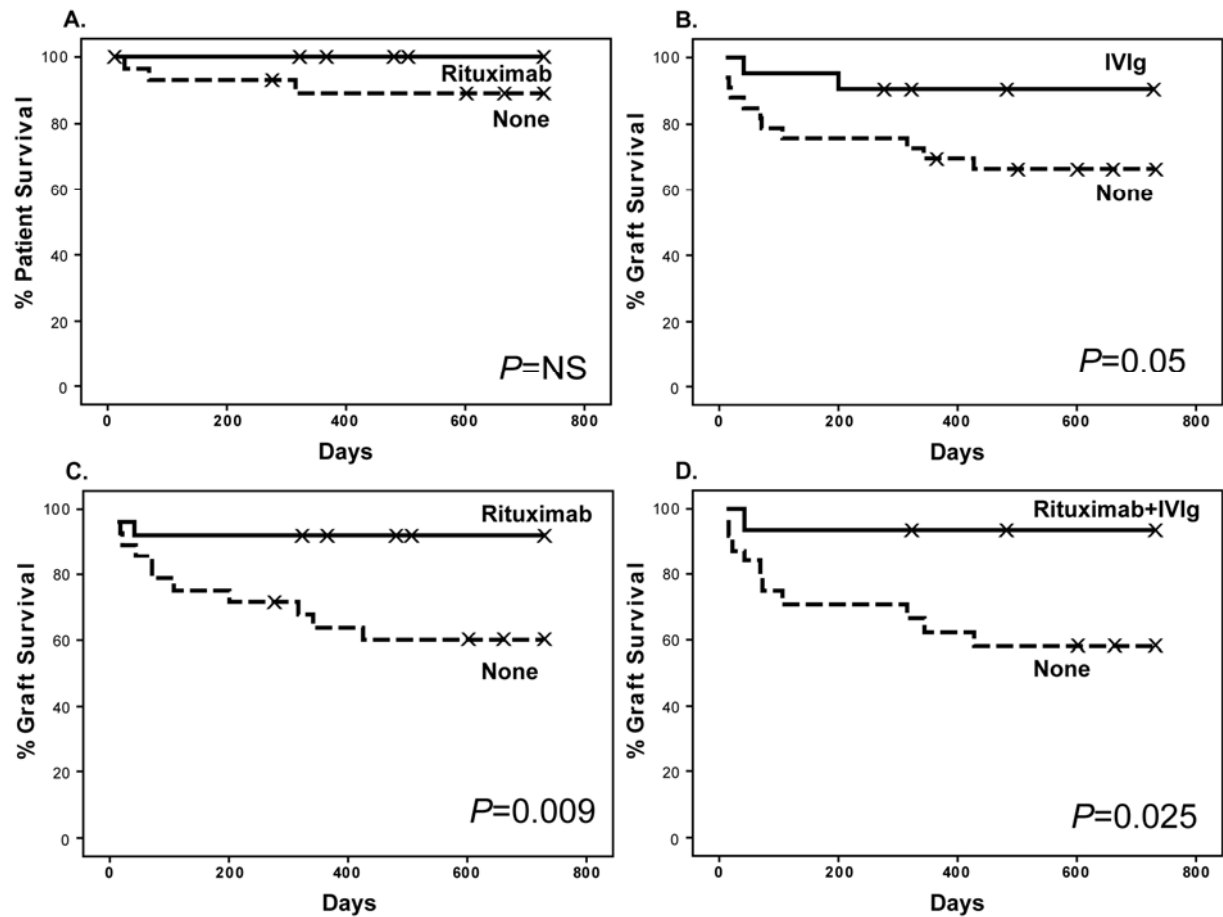 A.
% Patient Survival
100
80
60
40
20
0
Rituximab
None
P=NS
0 200 400 600 800
Days
B.
% Graft Survival
100
80
60
40
20
0
IVIg
None
P=0.05
0 200 400 600 800
Days
C.
% Graft Survival
100
80
60
40
20
0
Rituximab
None
P=0.009
0 200 400 600 800
Days
D.
% Graft Survival
100
80
60
40
20
0
Rituximab+IVIg
None
P=0.025
0 200 400 600 800
Days